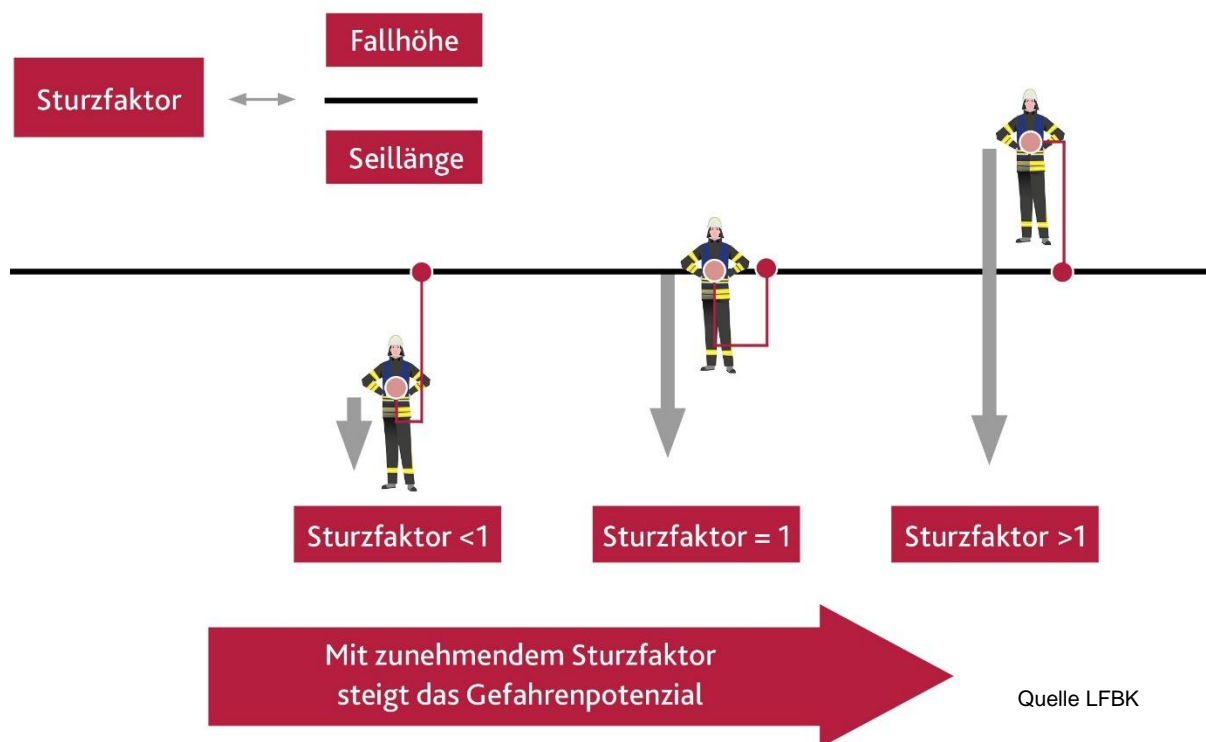 Sturzfaktor
Fallhöhe
Seillänge
Sturzfaktor <1
Sturzfaktor = 1
Sturzfaktor >1
Mit zunehmendem Sturzfaktor
steigt das Gefahrenpotenzial
Quelle LFBK